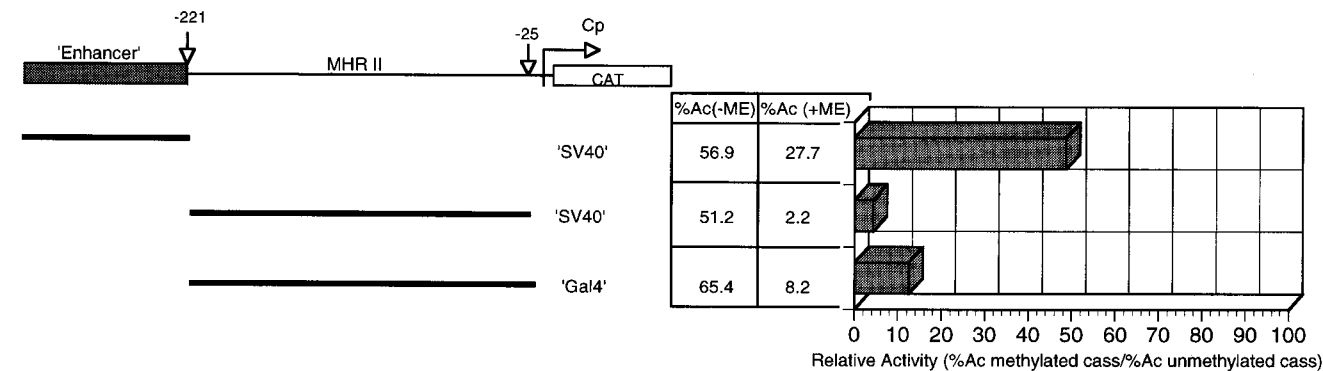 -221
-25
Cp
'Enhancer'
MHR II
CAT
%Ac(-ME) %Ac (+ME)
'SV40' 56.9 27.7
'SV40' 51.2 2.2
'Gal4' 65.4 8.2
0 10 20 30 40 50 60 70 80 90 100
Relative Activity (%Ac methylated cass/%Ac unmethylated cass)